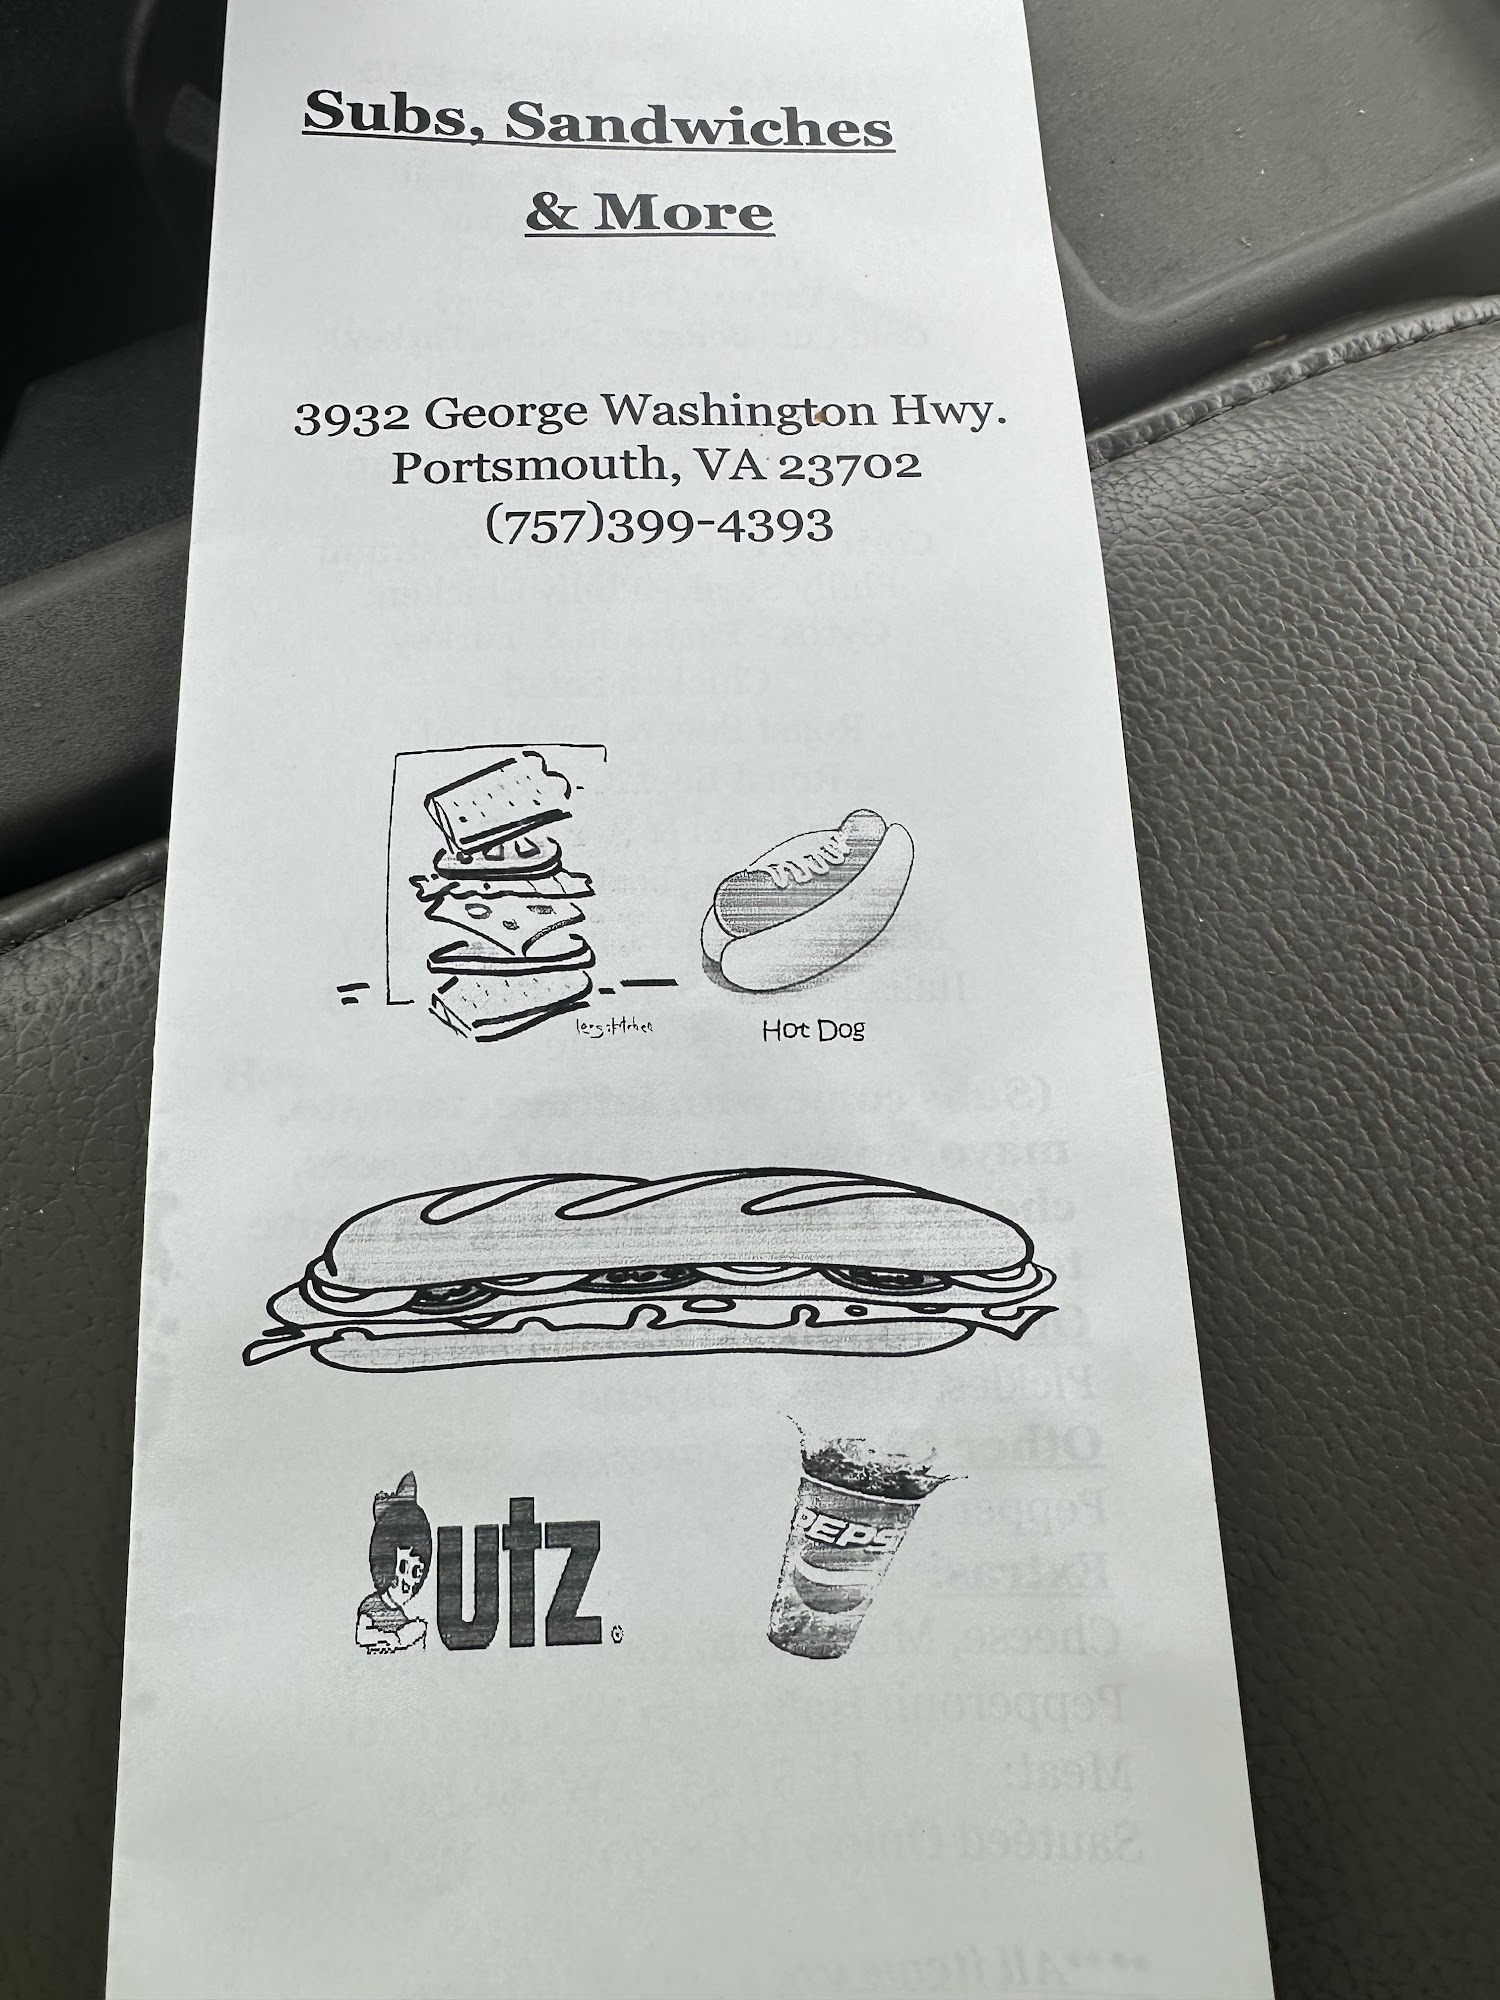 Subs, Sandwiches
& More
3932 George Washington Hwy.
Portsmouth, VA 23702
(757)399-4393
Hot Dog
utz
PEPS